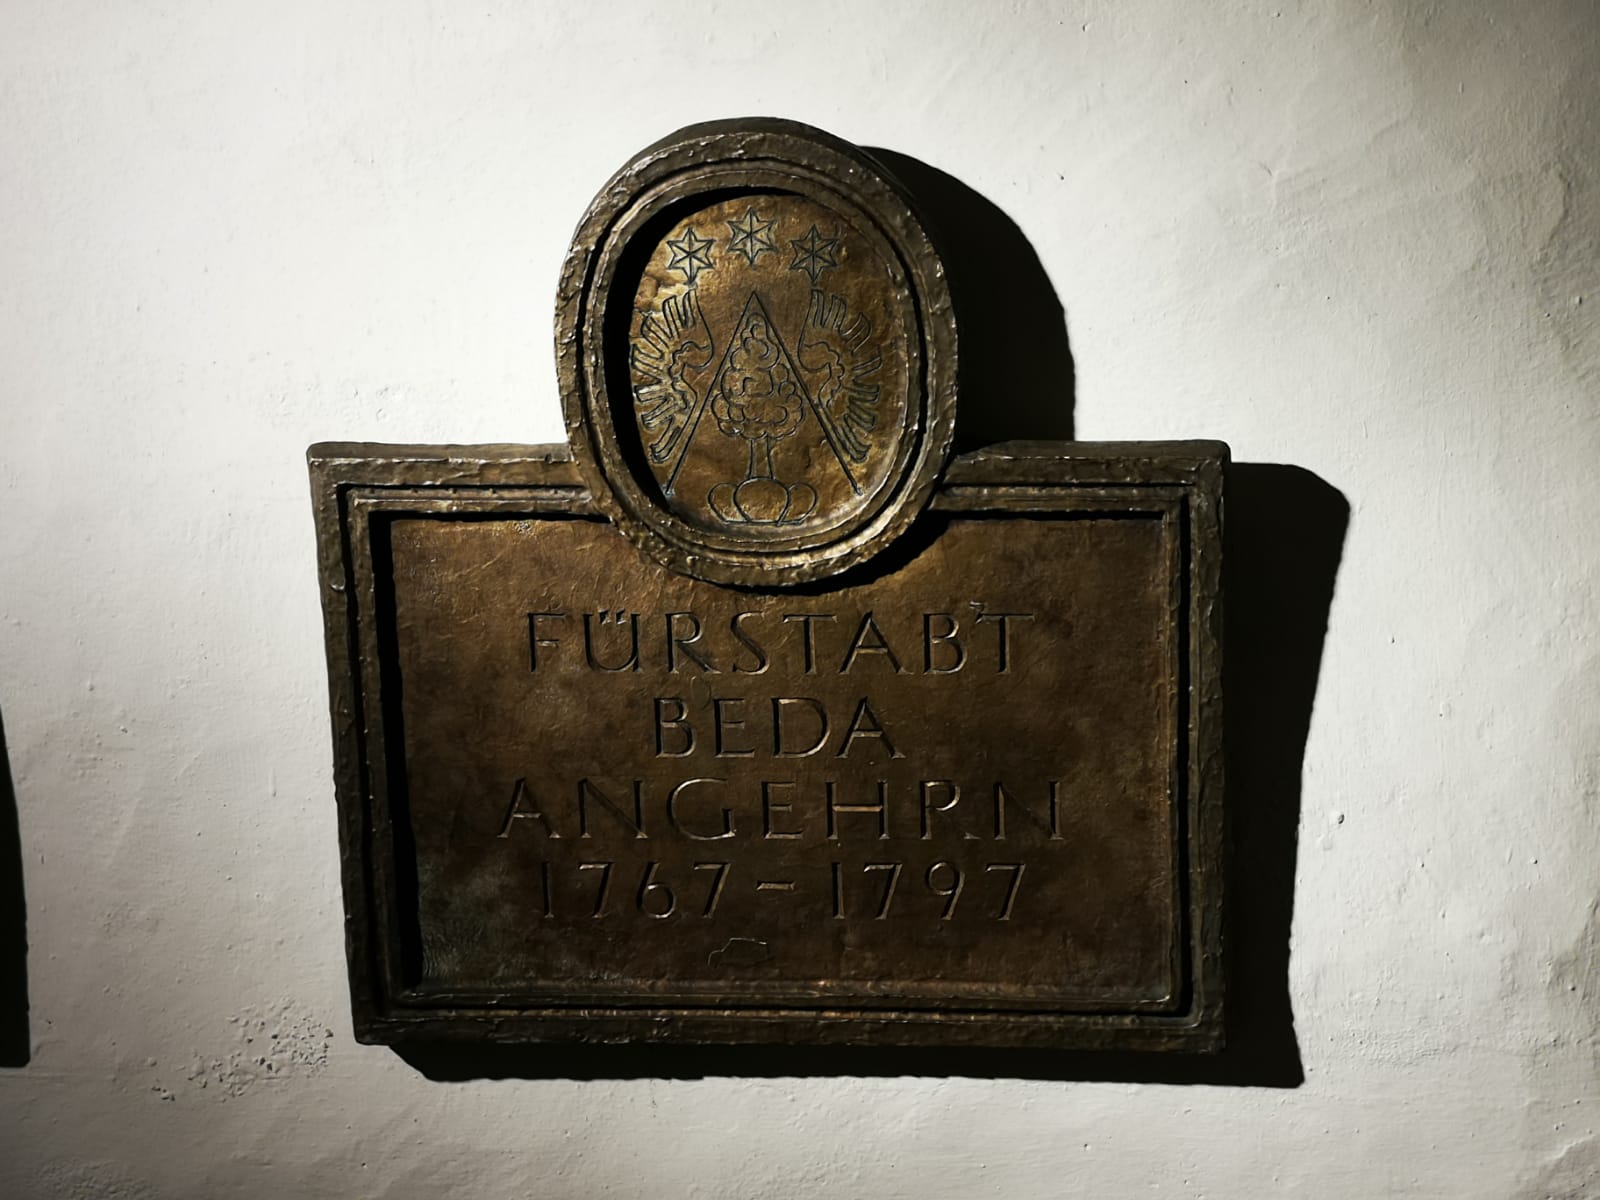 FÜRSTABT
BEDA
ANGEHRN
1767-1797